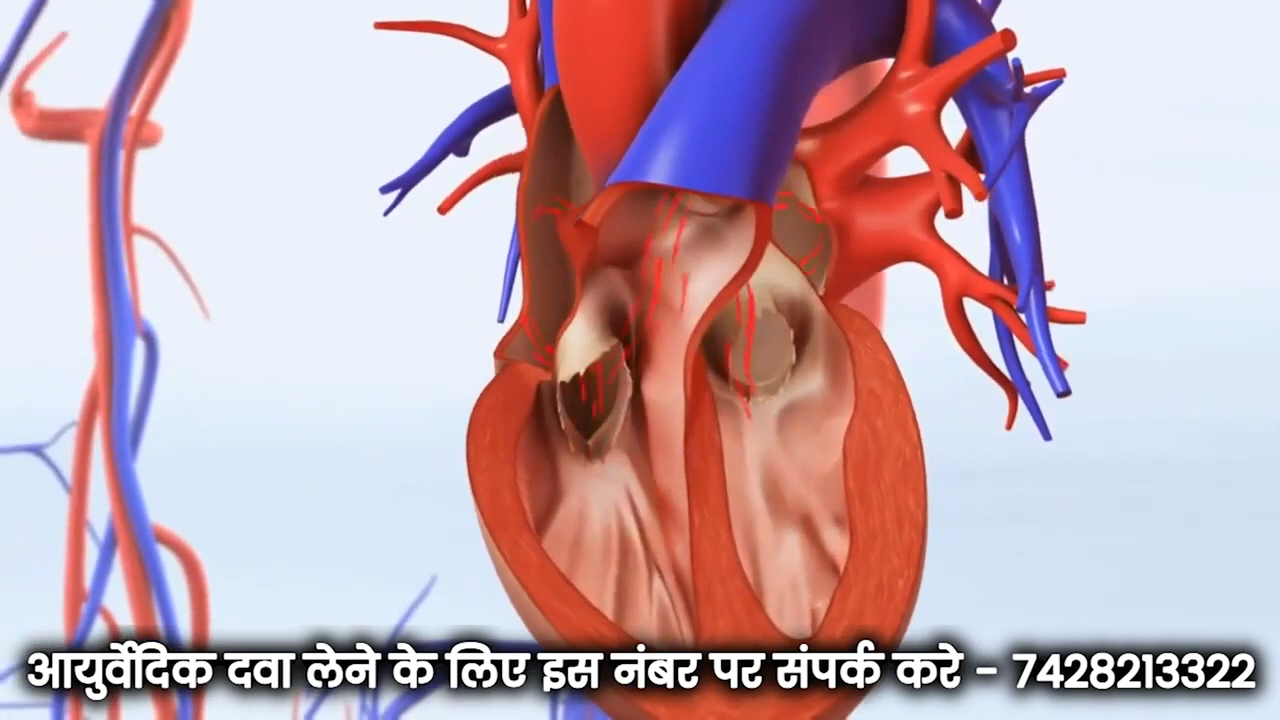 आयुर्वेदिक दवा लेने के लिए इस नंबर पर संपर्क करे - 7428213322